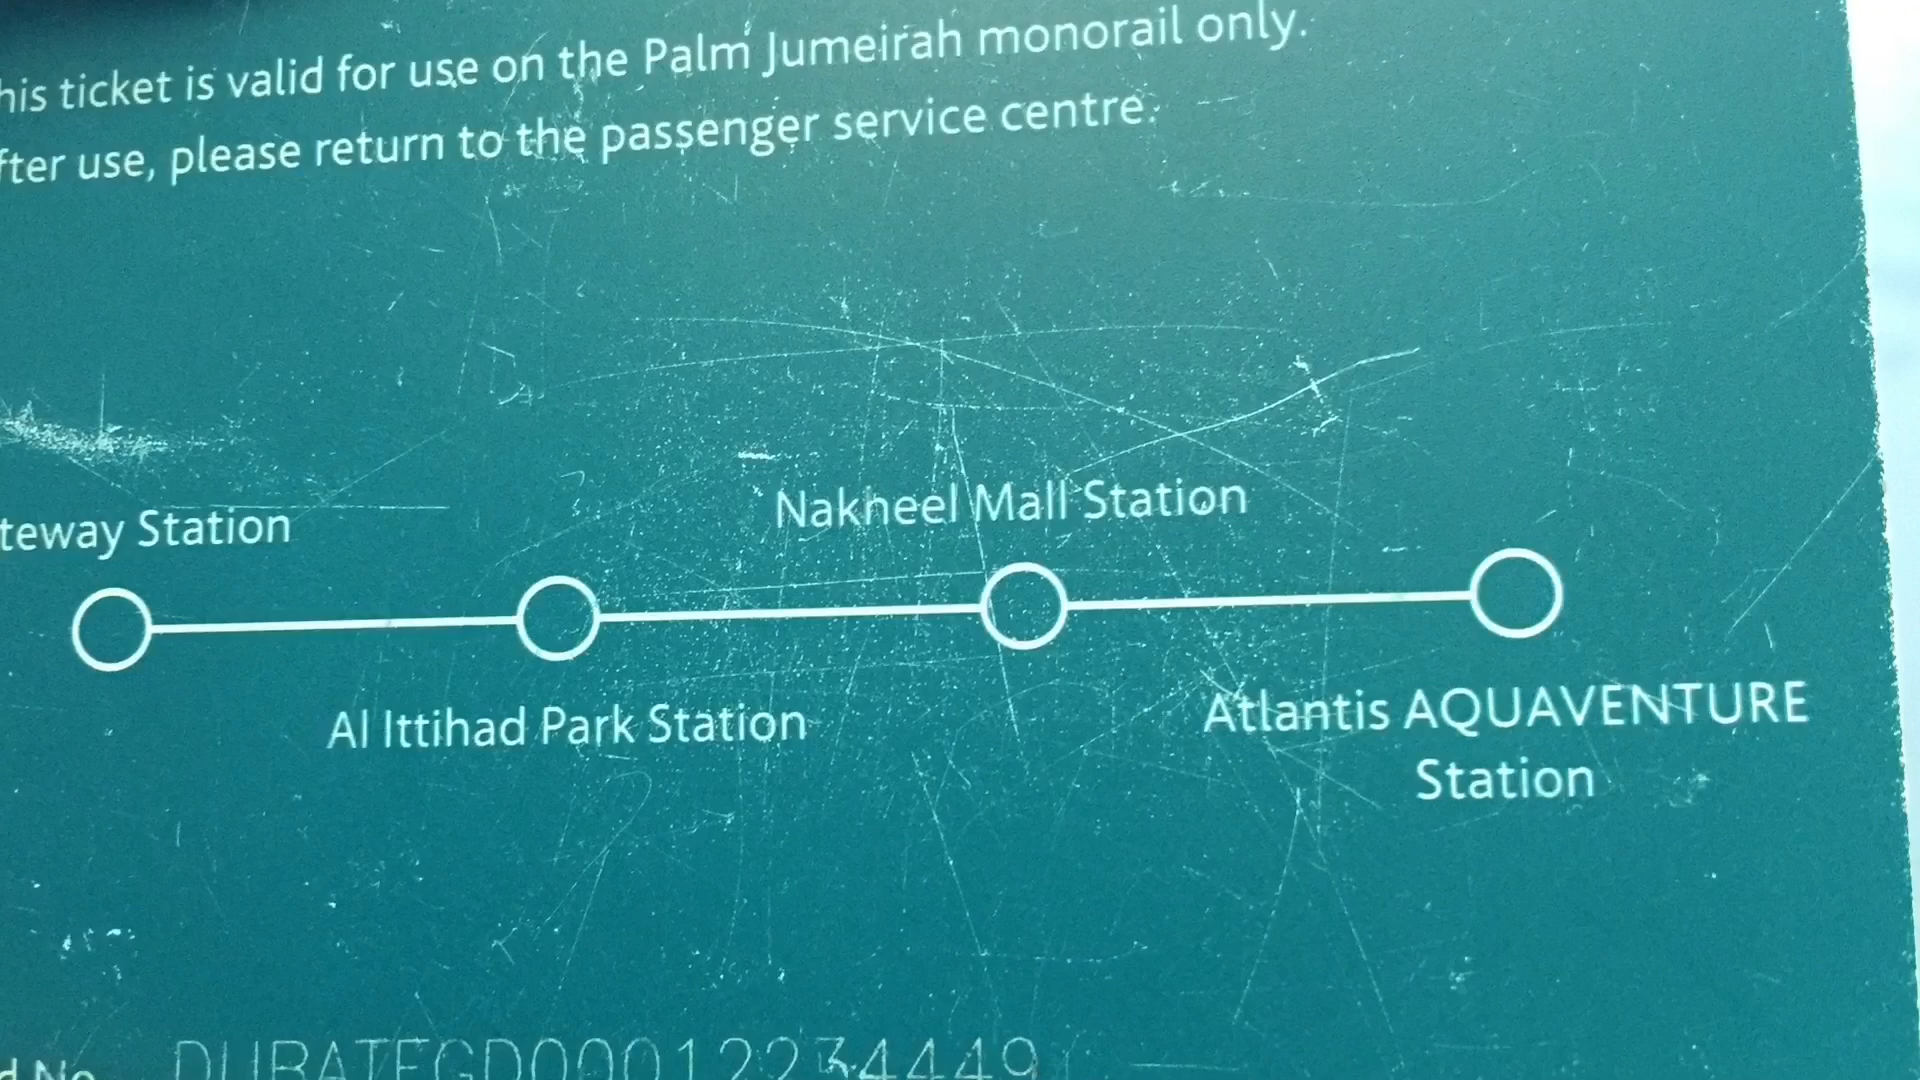 his ticket is valid for use on the Palm Jumeirah monorail only.
fter use, please return to the passenger service centre.
teway Station
Nakheel Mall Station
Al Ittihad Park Station
Atlantis AQUAVENTURE
Station
d No